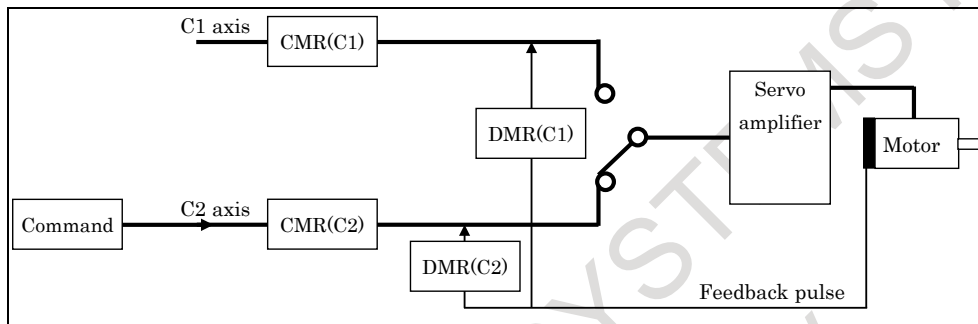 C1 axis
CMR(C1)
DMR(C1)
Servo
amplifier
Motor
Command
C2 axis
CMR(C2)
DMR(C2)
Feedback pulse